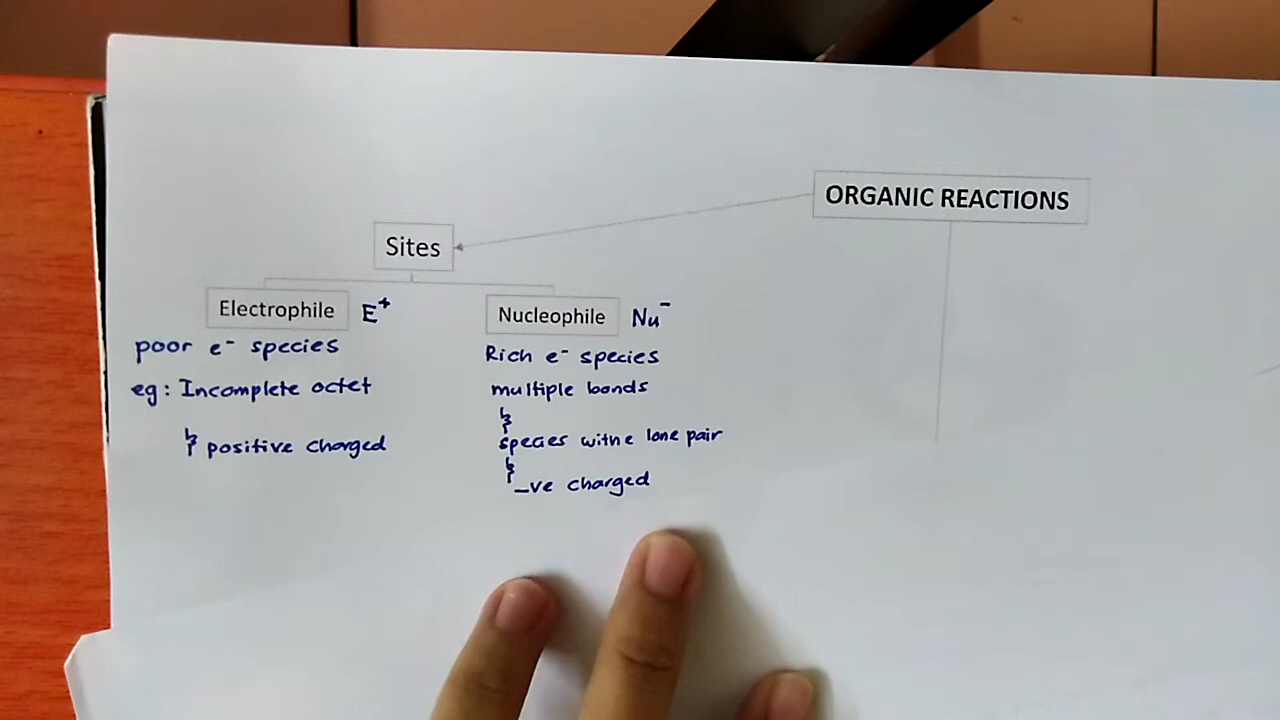 ORGANIC REACTIONS
Sites
Electrophile E⁺
poor e⁻ species
eg: Incomplete octet
& positive charged
Nucleophile Nu⁻
Rich e⁻ species
multiple bonds
&
species withe lone pair
&
-ve charged